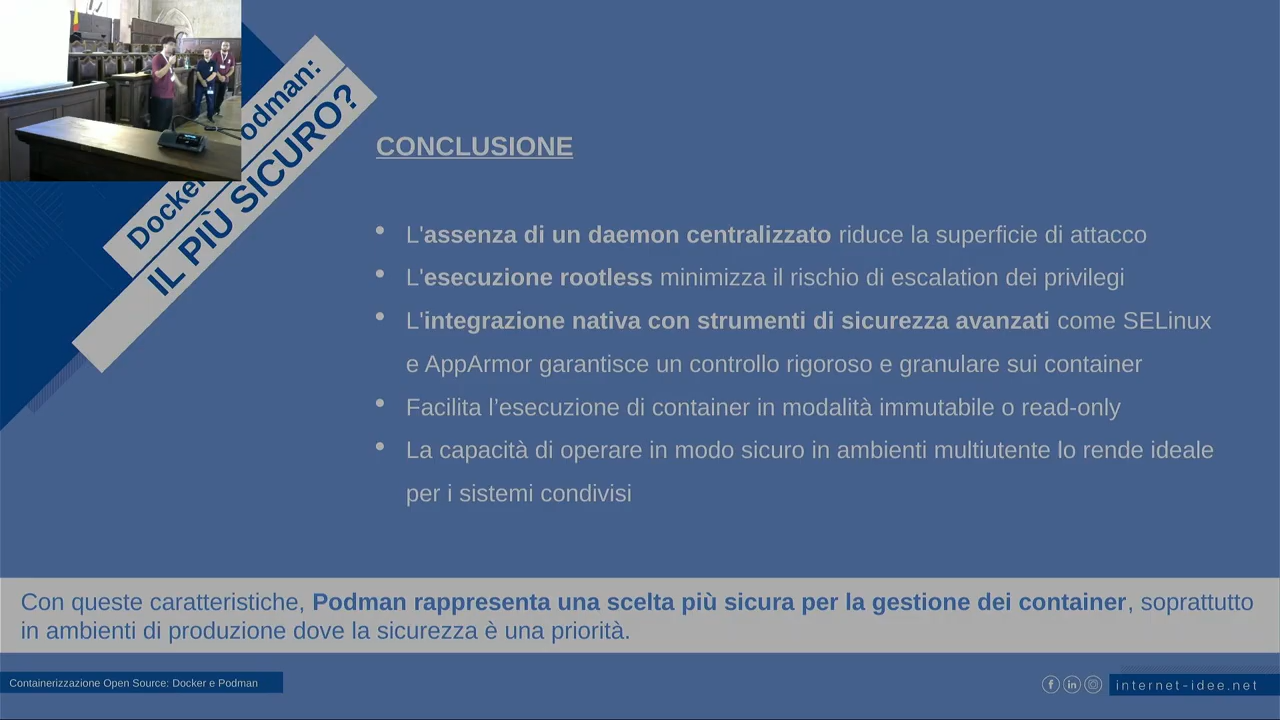 Docker
odman:
IL PIÙ SICURO?
CONCLUSIONE
L'assenza di un daemon centralizzato riduce la superficie di attacco
L'esecuzione rootless minimizza il rischio di escalation dei privilegi
L'integrazione nativa con strumenti di sicurezza avanzati come SELinux
e AppArmor garantisce un controllo rigoroso e granulare sui container
Facilita l’esecuzione di container in modalità immutabile o read-only
La capacità di operare in modo sicuro in ambienti multiutente lo rende ideale
per i sistemi condivisi
Con queste caratteristiche, Podman rappresenta una scelta più sicura per la gestione dei container, soprattutto
in ambienti di produzione dove la sicurezza è una priorità.
Containerizzazione Open Source: Docker e Podman
internet-idee.net